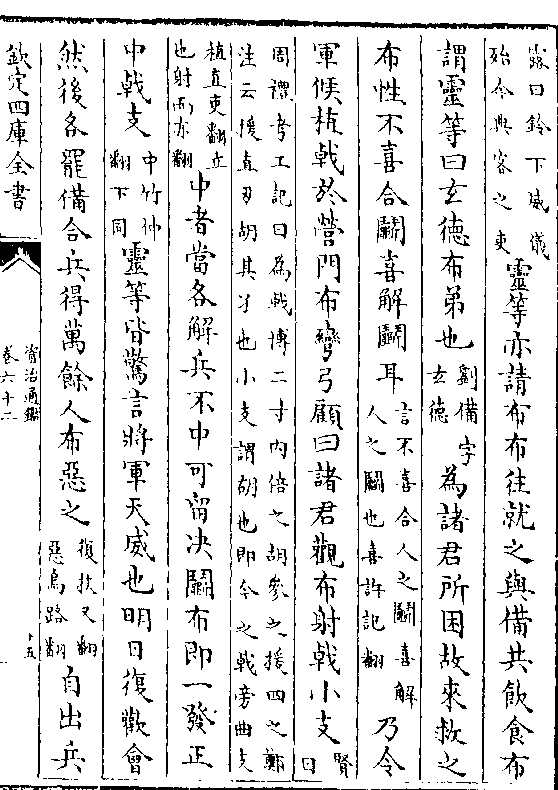 露曰鈴下威儀
殆今典客之吏
靈等亦請布布往就之與備共飲食布
謂靈等曰玄德布弟也
劉備字
玄德
為諸君所困故來救之
布性不喜合鬬喜解鬬耳
言不喜合人之鬬喜解
人之鬬也喜許記翻
乃令
軍候植戟於營門布彎弓顧曰諸君觀布射戟小支
賢
曰
周禮考工記曰為戟博二寸内倍之胡參之援四之鄭
注云援直刃胡其孑也小支謂胡也即今之戟旁曲支
植直吏翻立
也射而亦翻
中者當各解兵不中可留決鬬布即一發正
中戟支
中竹仲
翻下同
靈等皆驚言將軍天威也明日復歡會
然後各罷備合兵得萬餘人布惡之
復扶又翻
惡烏路翻
自出兵
欽定四庫全書
資治通鑑
卷六十二
十五